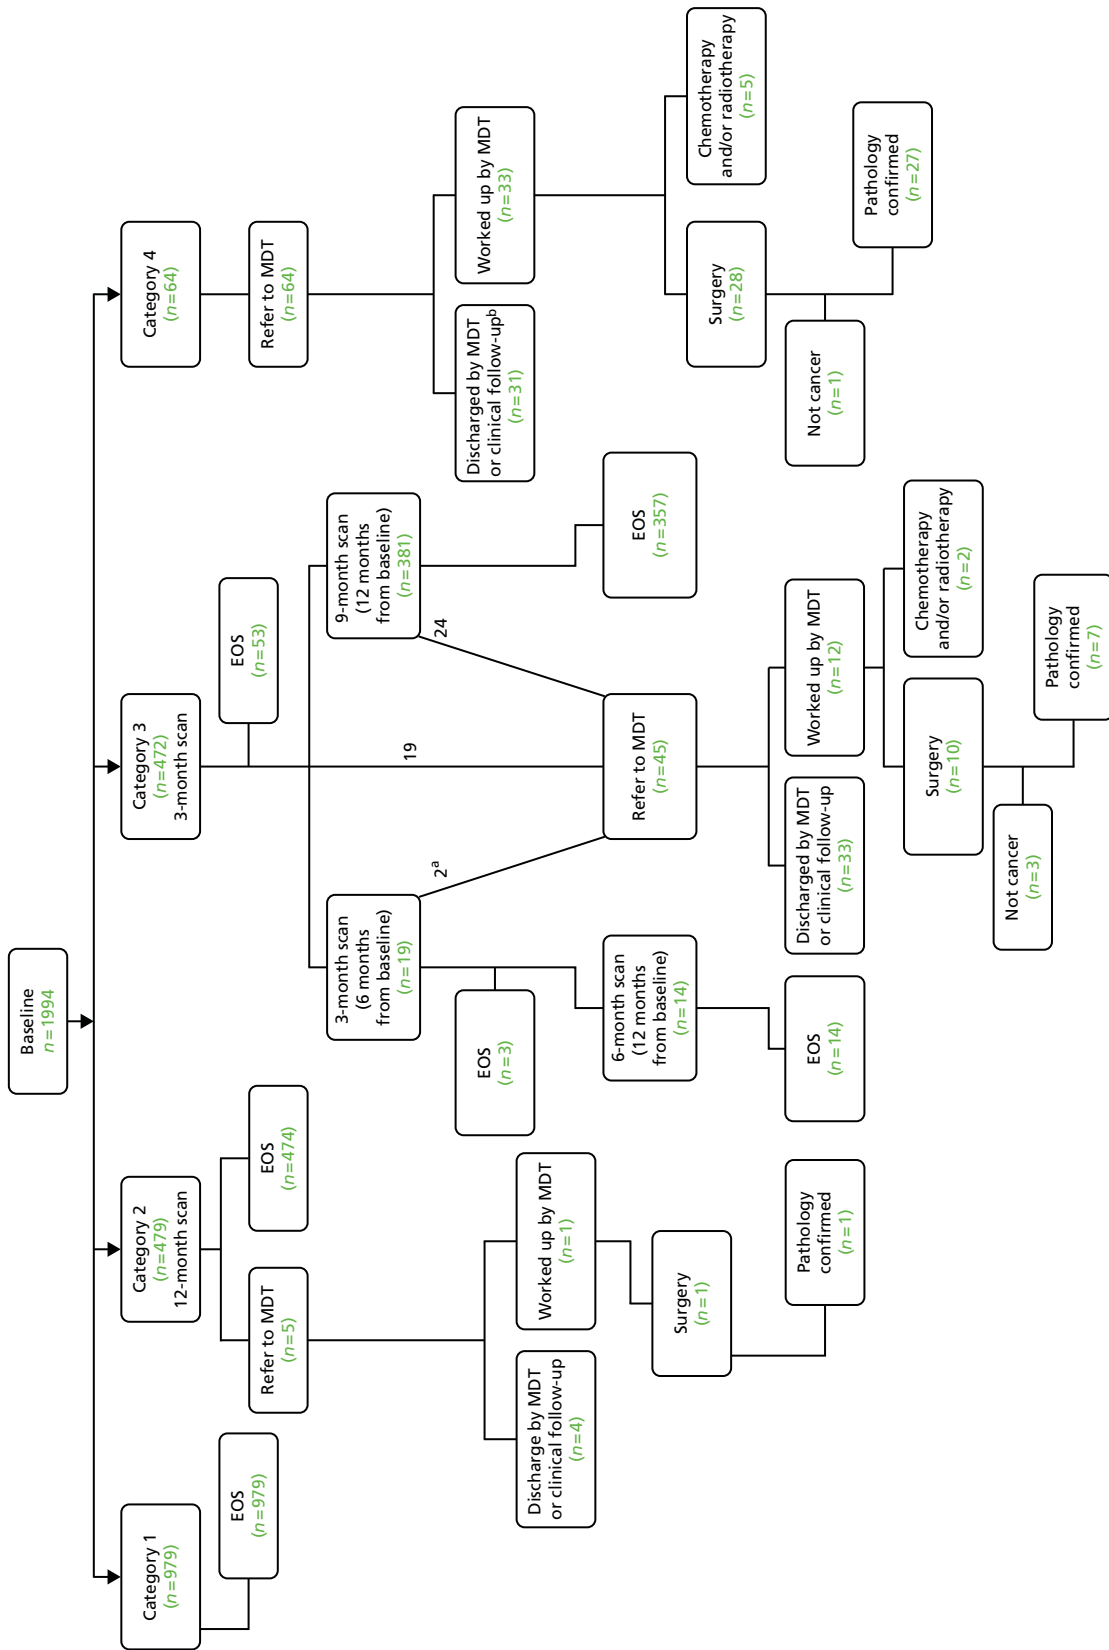 Baseline
n=1994
Category 1
(n=979)
EOS
(n=979)
Category 2
(n=479)
12-month scan
Refer to MDT
(n=5)
EOS
(n=474)
Discharge by MDT
or clinical follow-up
(n=4)
Worked up by MDT
(n=1)
Surgery
(n=1)
Pathology
confirmed
(n=1)
Category 3
(n=472)
3-month scan
EOS
(n=53)
3-month scan
(6 months
from baseline)
(n=19)
9-month scan
(12 months
from baseline)
(n=381)
2a
19
24
EOS
(n=3)
6-month scan
(12 months
from baseline)
(n=14)
EOS
(n=14)
Refer to MDT
(n=45)
EOS
(n=357)
Discharged by MDT
or clinical follow-up
(n=33)
Worked up by MDT
(n=12)
Surgery
(n=10)
Chemotherapy
and/or radiotherapy
(n=2)
Not cancer
(n=3)
Pathology
confirmed
(n=7)
Category 4
(n=64)
Refer to MDT
(n=64)
Discharged by MDT
or clinical follow-upb
(n=31)
Worked up by MDT
(n=33)
Surgery
(n=28)
Chemotherapy
and/or radiotherapy
(n=5)
Not cancer
(n=1)
Pathology
confirmed
(n=27)